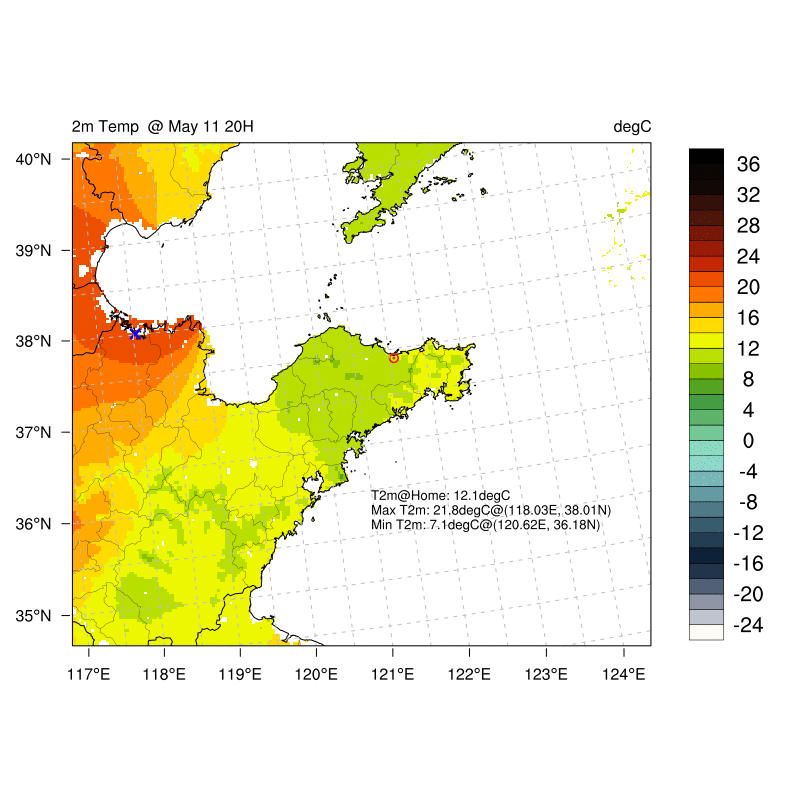 2m Temp @ May 11 20H
degC
40°N
39°N
38°N
37°N
36°N
35°N
117°E
118°E
119°E
120°E
121°E
122°E
123°E
124°E
T2m@Home: 12.1degC
Max T2m: 21.8degC@(118.03E, 38.01N)
Min T2m: 7.1degC@(120.62E, 36.18N)
36
32
28
24
20
16
12
8
4
0
-4
-8
-12
-16
-20
-24